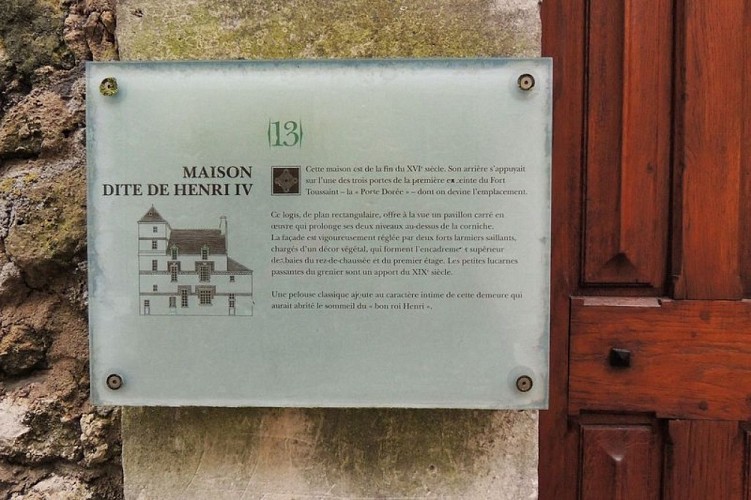 13
MAISON
DITE DE HENRI IV
Cette maison est de la fin du XVIe siècle. Son arrière s'appuyait
sur l'une des trois portes de la première enceinte du Fort
Toussaint – la « Porte Dorée » – dont on devine l'emplacement.
Ce logis, de plan rectangulaire, offre à la vue un pavillon carré en
œuvre qui prolonge ses deux niveaux au-dessus de la corniche.
La façade est vigoureusement réglée par deux forts larmiers saillants,
chargés d'un décor végétal, qui forment l'encadrement supérieur
des baies du rez-de-chaussée et du premier étage. Les petites lucarnes
passantes du grenier sont un apport du XIXe siècle.
Une pelouse classique ajoute au caractère intime de cette demeure qui
aurait abrité le sommeil du « bon roi Henri ».